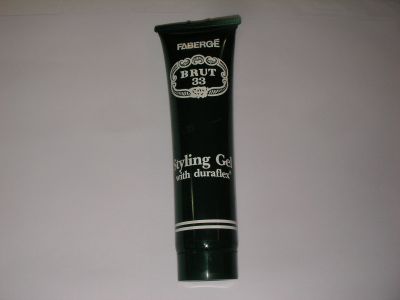 FABERGÉ
BRUT
33
Styling Gel
with duraflex®